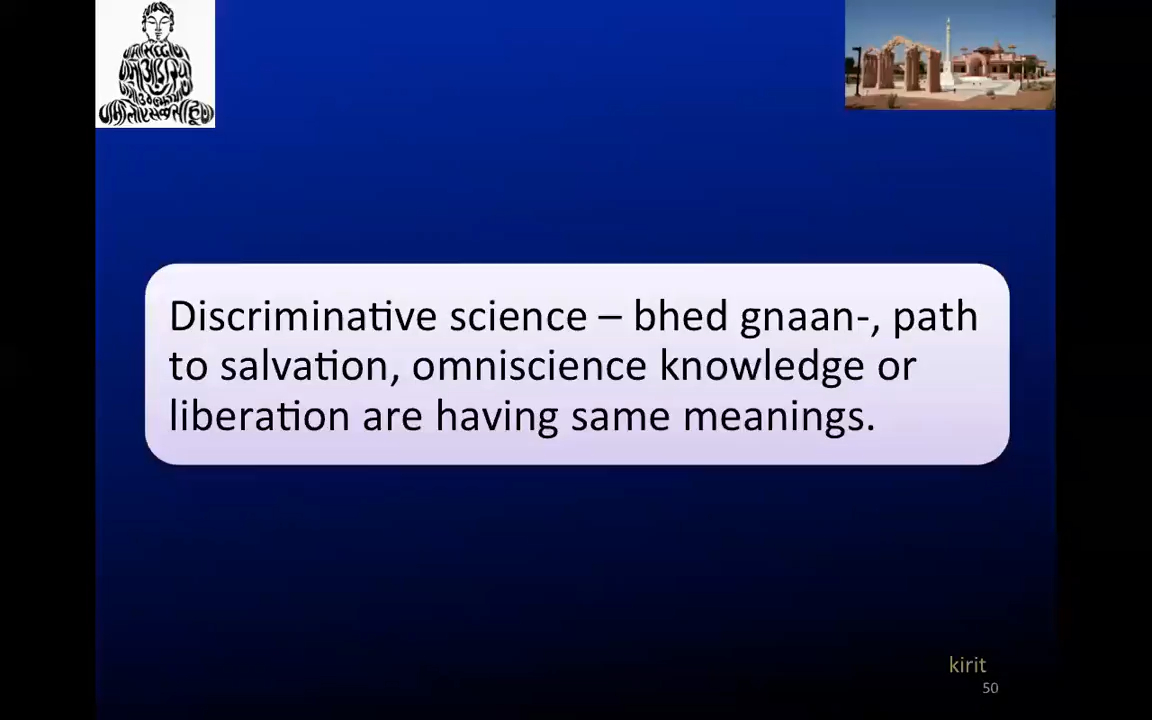 Discriminative science – bhed gnaan-, path
to salvation, omniscience knowledge or
liberation are having same meanings.
kirit
50